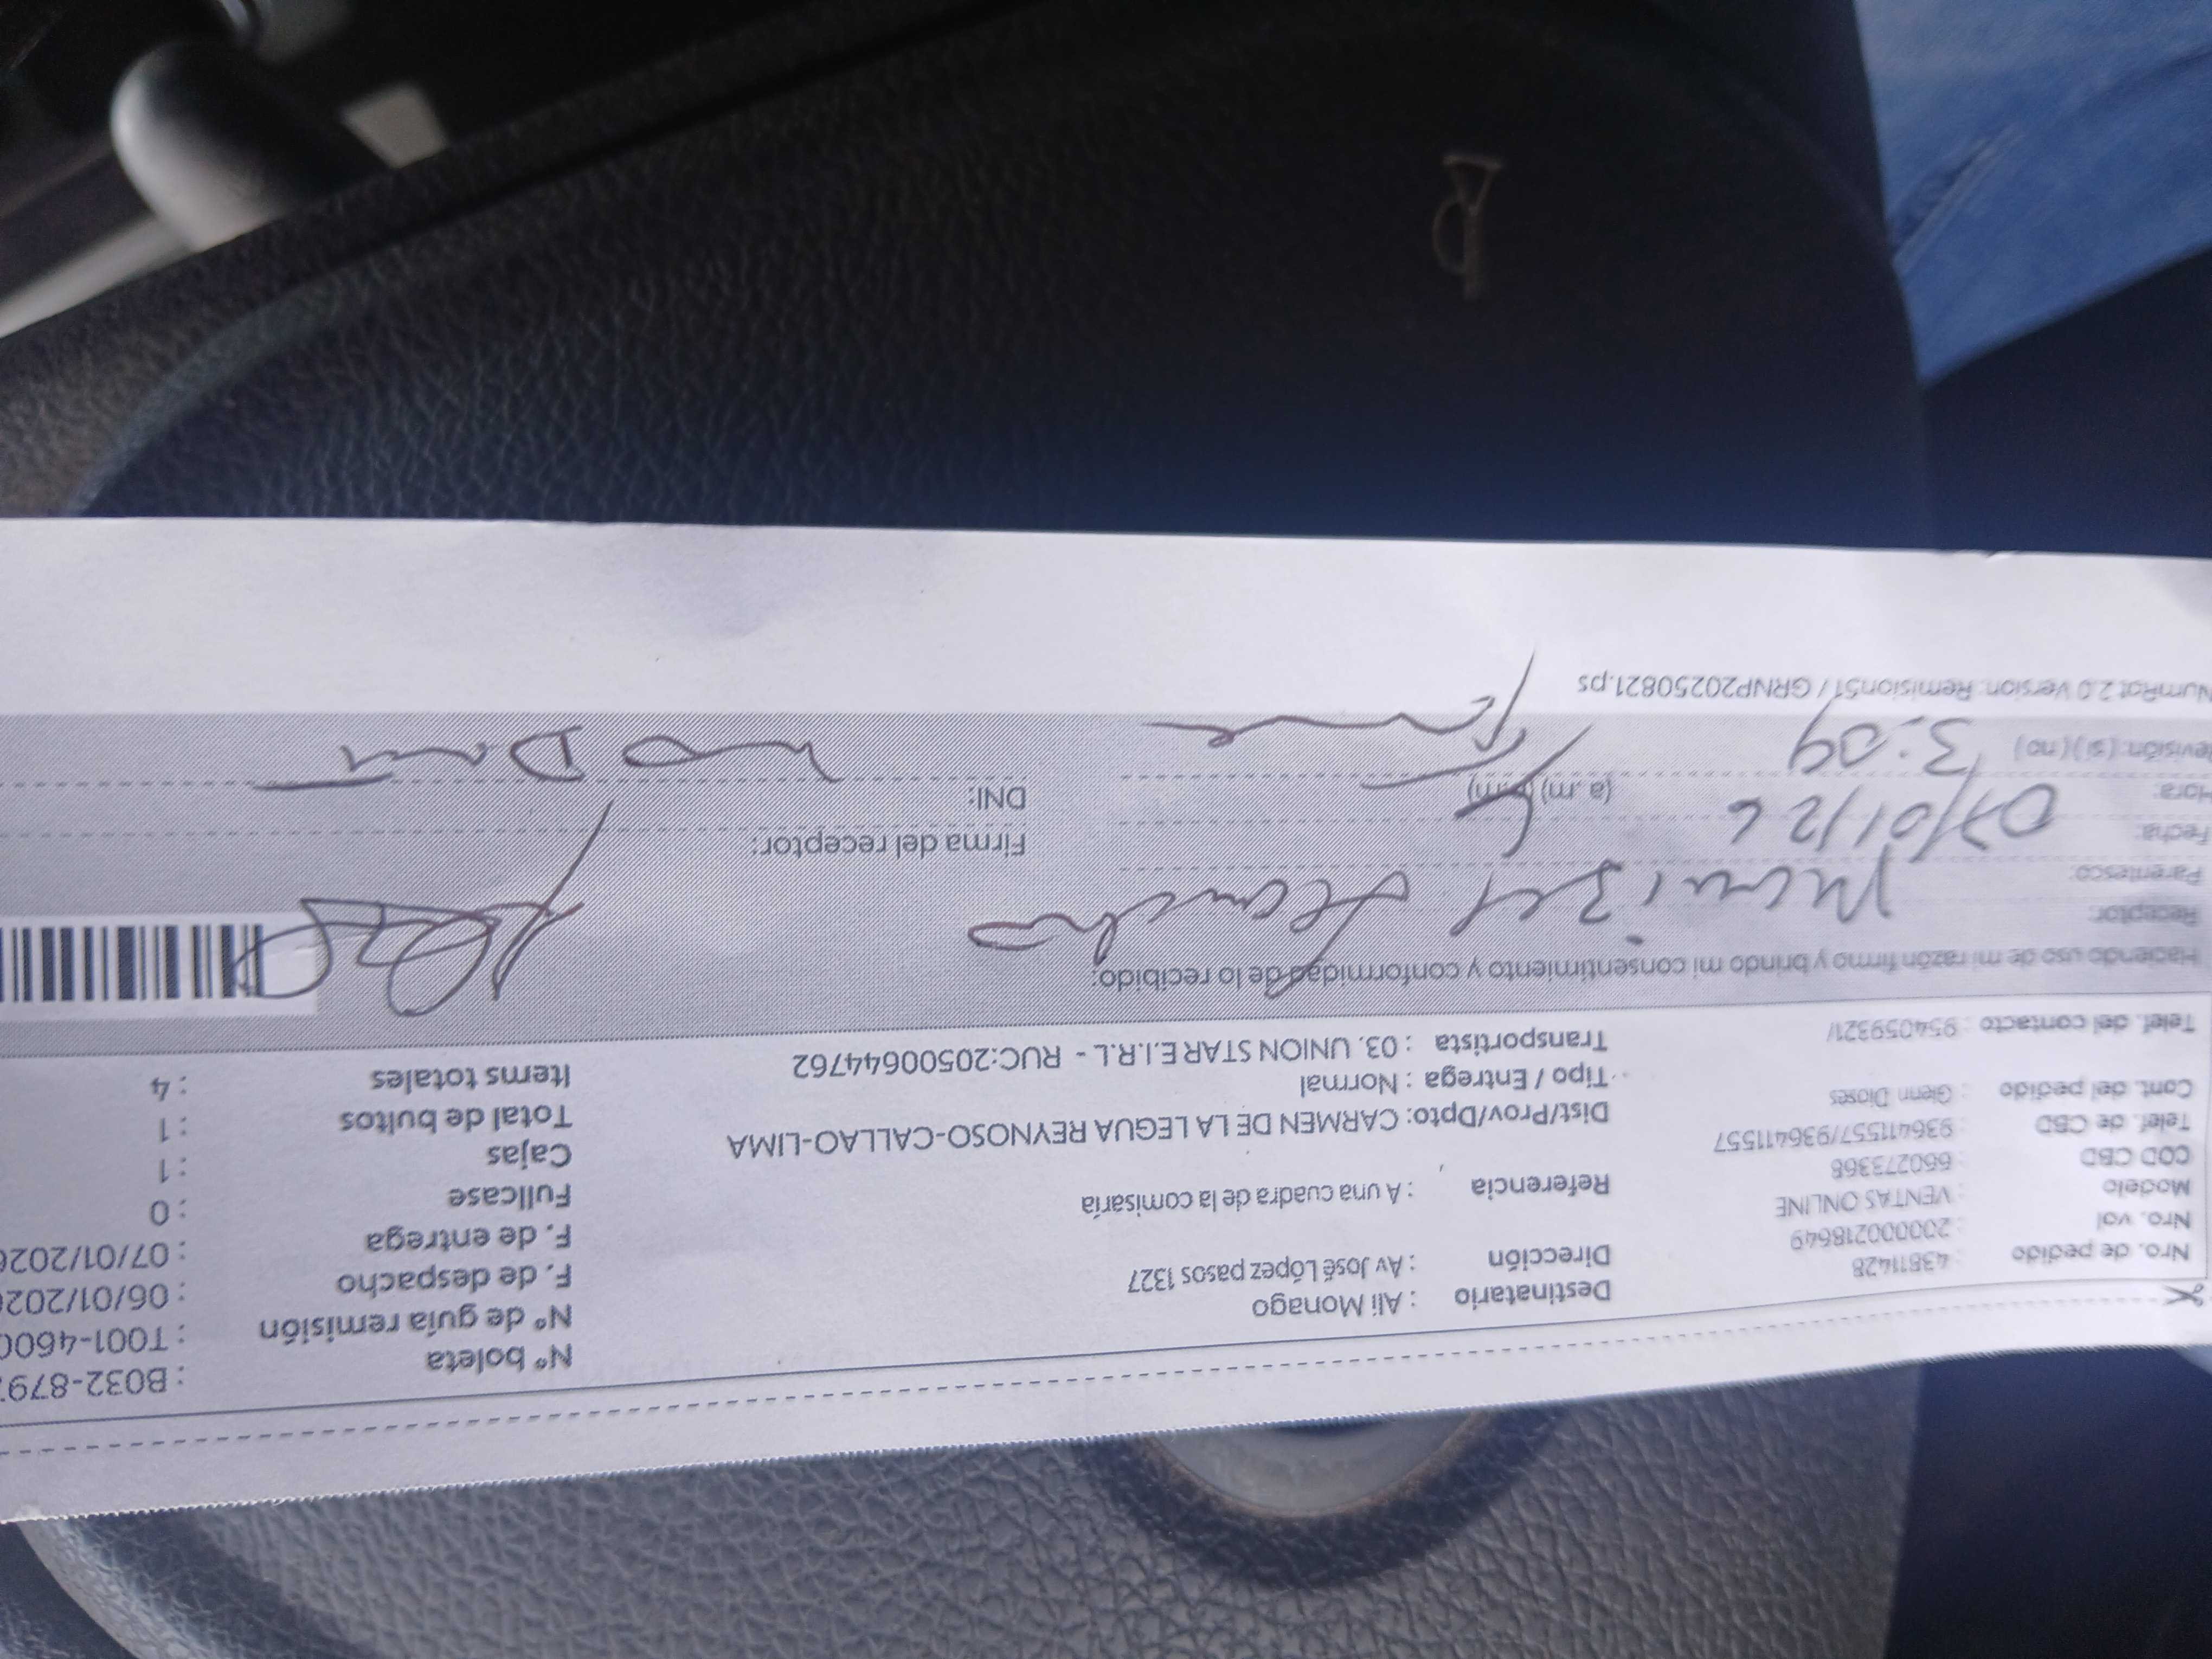 Nro. de pedido : 43811428
Nro. vol : 20000218649
Modelo : VENTAS ONLINE
COD CBD : 660273368
Telef. de CBD : 936411557/936411557
Cont. del pedido : Glenn Dioses
Telef. del contacto : 954059321/
Destinatario : Ali Monago
Dirección : Av José López pasos 1327
Referencia : A una cuadra de la comisaría
Dist/Prov/Dpto: CARMEN DE LA LEGUA REYNOSO-CALLAO-LIMA
Tipo / Entrega : Normal
Transportista : 03. UNION STAR E.I.R.L - RUC:20500644762
Nº boleta : B032-879
Nº de guía remisión : T001-4600
F. de despacho : 06/01/202
F. de entrega : 07/01/202
Fullcase : 0
Cajas : 1
Total de bultos : 1
Items totales : 4
Haciendo uso de mi razón firmo y brindo mi consentimiento y conformidad de lo recibido:
Receptor:
Parentesco:
Fecha: 07/01/26
Hora: 3:09 (a.m) (p.m)
Revisión: (si) (no)
Firma del receptor:
DNI:
NumRot 2.0 Version: Remision51 / GRNP20250821.ps